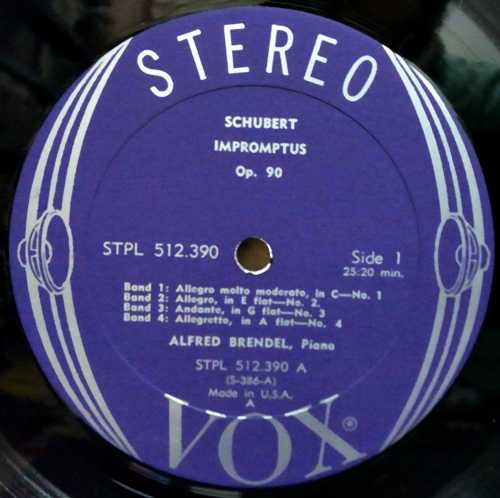 STEREO
SCHUBERT
IMPROMPTUS
Op. 90
STPL 512.390
Side 1
25:20 min.
Band 1: Allegro molto moderato, in C—No. 1
Band 2: Allegro, in E flat—No. 2.
Band 3: Andante, in G flat—No. 3
Band 4: Allegretto, in A flat—No. 4
ALFRED BRENDEL, Piano
STPL 512.390 A
(S-386-A)
Made in U.S.A.
A
VOX®